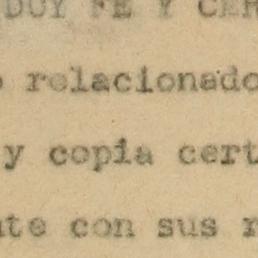 DOY FE Y CER
o relacionado
y copia cert
te con sus r